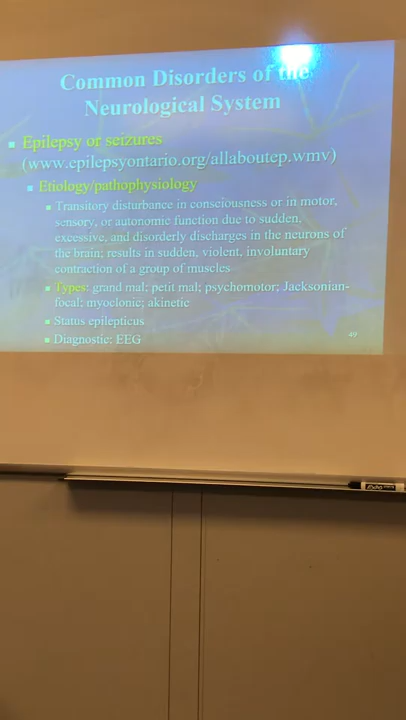 Common Disorders of the
Neurological System
Epilepsy or seizures
(www.epilepsyontario.org/allaboutep.wmv)
Etiology/pathophysiology
Transitory disturbance in consciousness or in motor,
sensory, or autonomic function due to sudden,
excessive, and disorderly discharges in the neurons of
the brain; results in sudden, violent, involuntary
contraction of a group of muscles
Types: grand mal; petit mal; psychomotor; Jacksonian-
focal; myoclonic; akinetic
Status epilepticus
Diagnostic: EEG
49